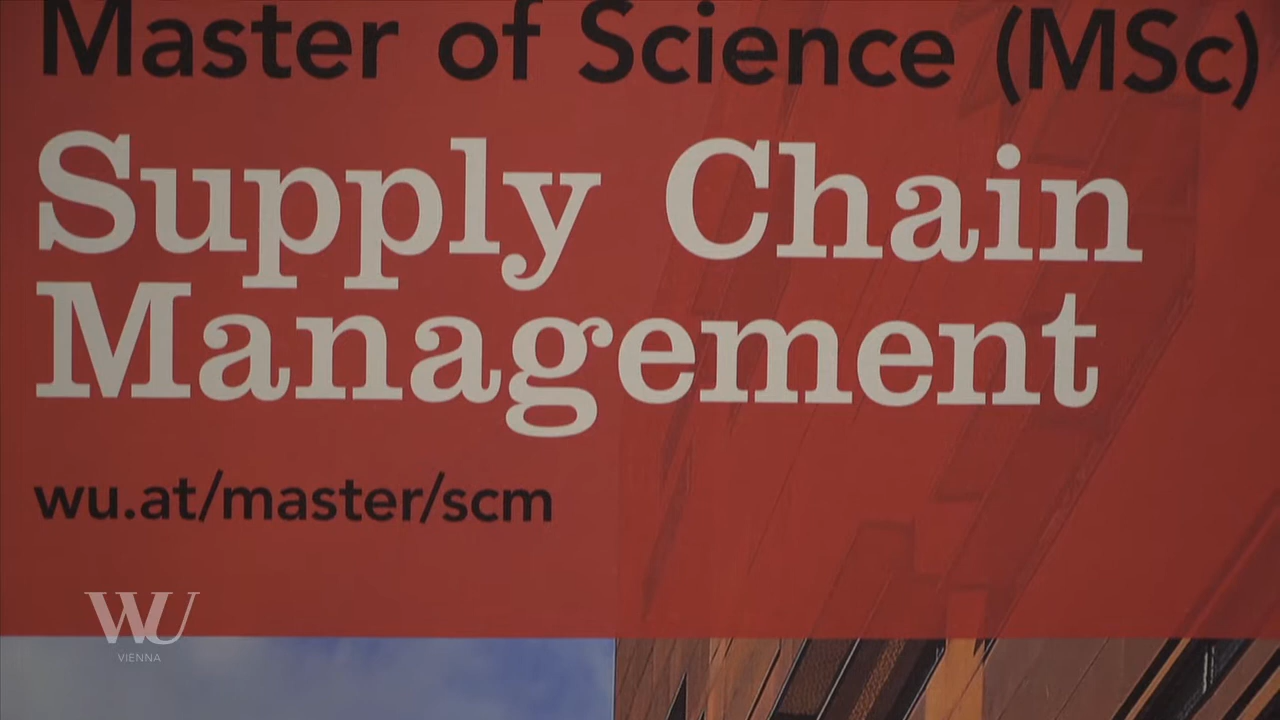 Master of Science (MSc)
Supply Chain
Management
wu.at/master/scm
WU
VIENNA